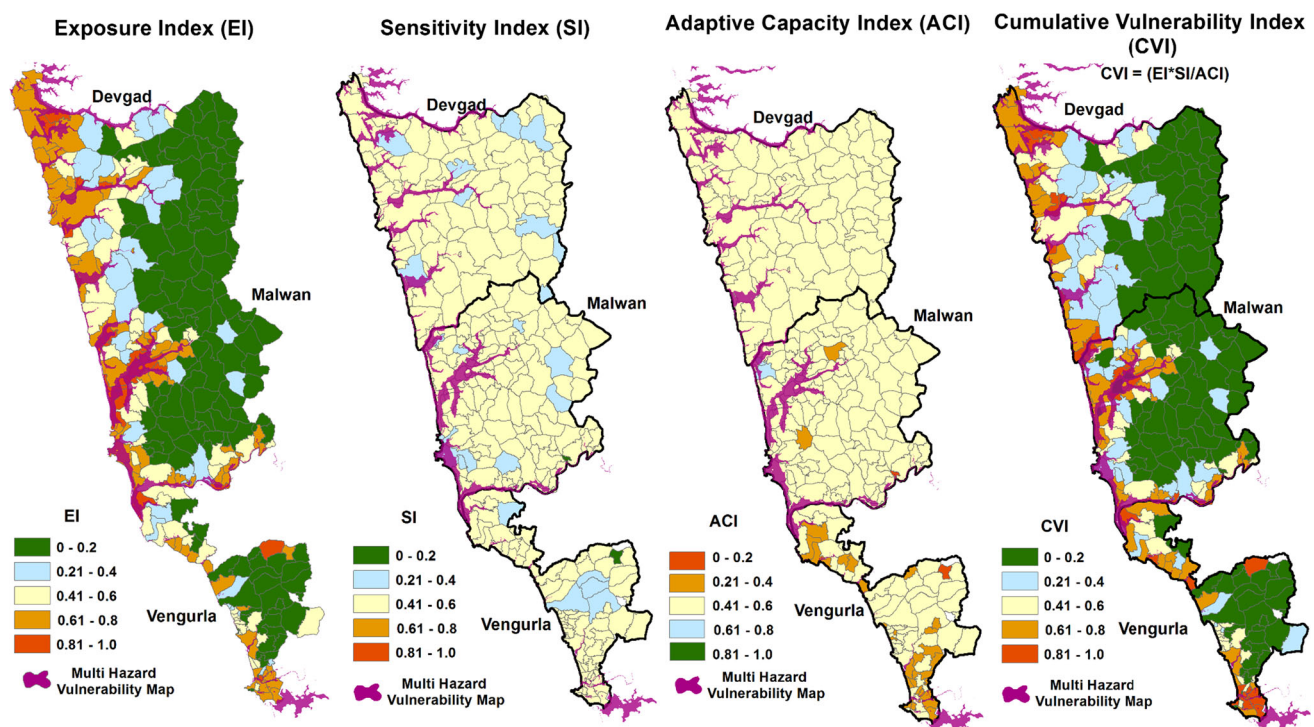 Exposure Index (EI)
Devgad
Malwan
Vengurla
EI
0 - 0.2
0.21 - 0.4
0.41 - 0.6
0.61 - 0.8
0.81 - 1.0
Multi Hazard
Vulnerability Map
Sensitivity Index (SI)
Devgad
Malwan
Vengurla
SI
0 - 0.2
0.21 - 0.4
0.41 - 0.6
0.61 - 0.8
0.81 - 1.0
Multi Hazard
Vulnerability Map
Adaptive Capacity Index (ACI)
Devgad
Malwan
Vengurla
ACI
0 - 0.2
0.21 - 0.4
0.41 - 0.6
0.61 - 0.8
0.81 - 1.0
Multi Hazard
Vulnerability Map
Cumulative Vulnerability Index
(CVI)
CVI = (EI*SI/ACI)
Devgad
Malwan
Vengurla
CVI
0 - 0.2
0.21 - 0.4
0.41 - 0.6
0.61 - 0.8
0.81 - 1.0
Multi Hazard
Vulnerability Map